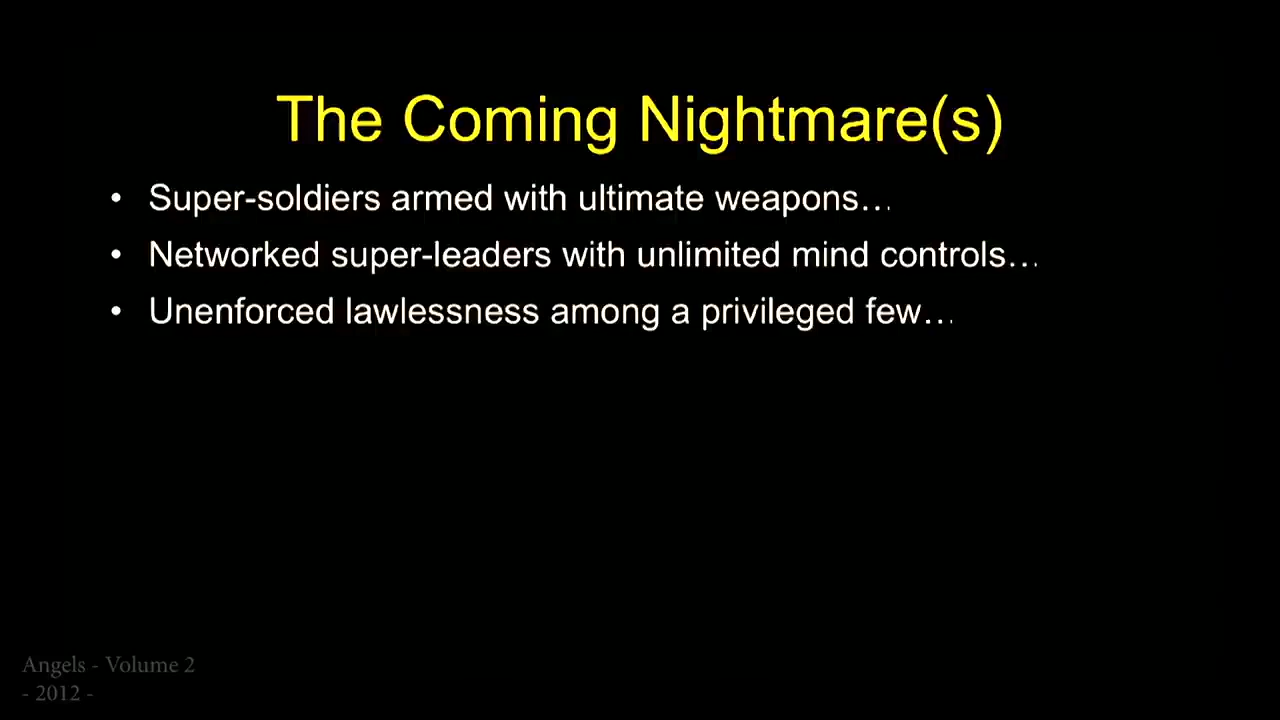 The Coming Nightmare(s)
• Super-soldiers armed with ultimate weapons…
• Networked super-leaders with unlimited mind controls…
• Unenforced lawlessness among a privileged few…
Angels - Volume 2
- 2012 -